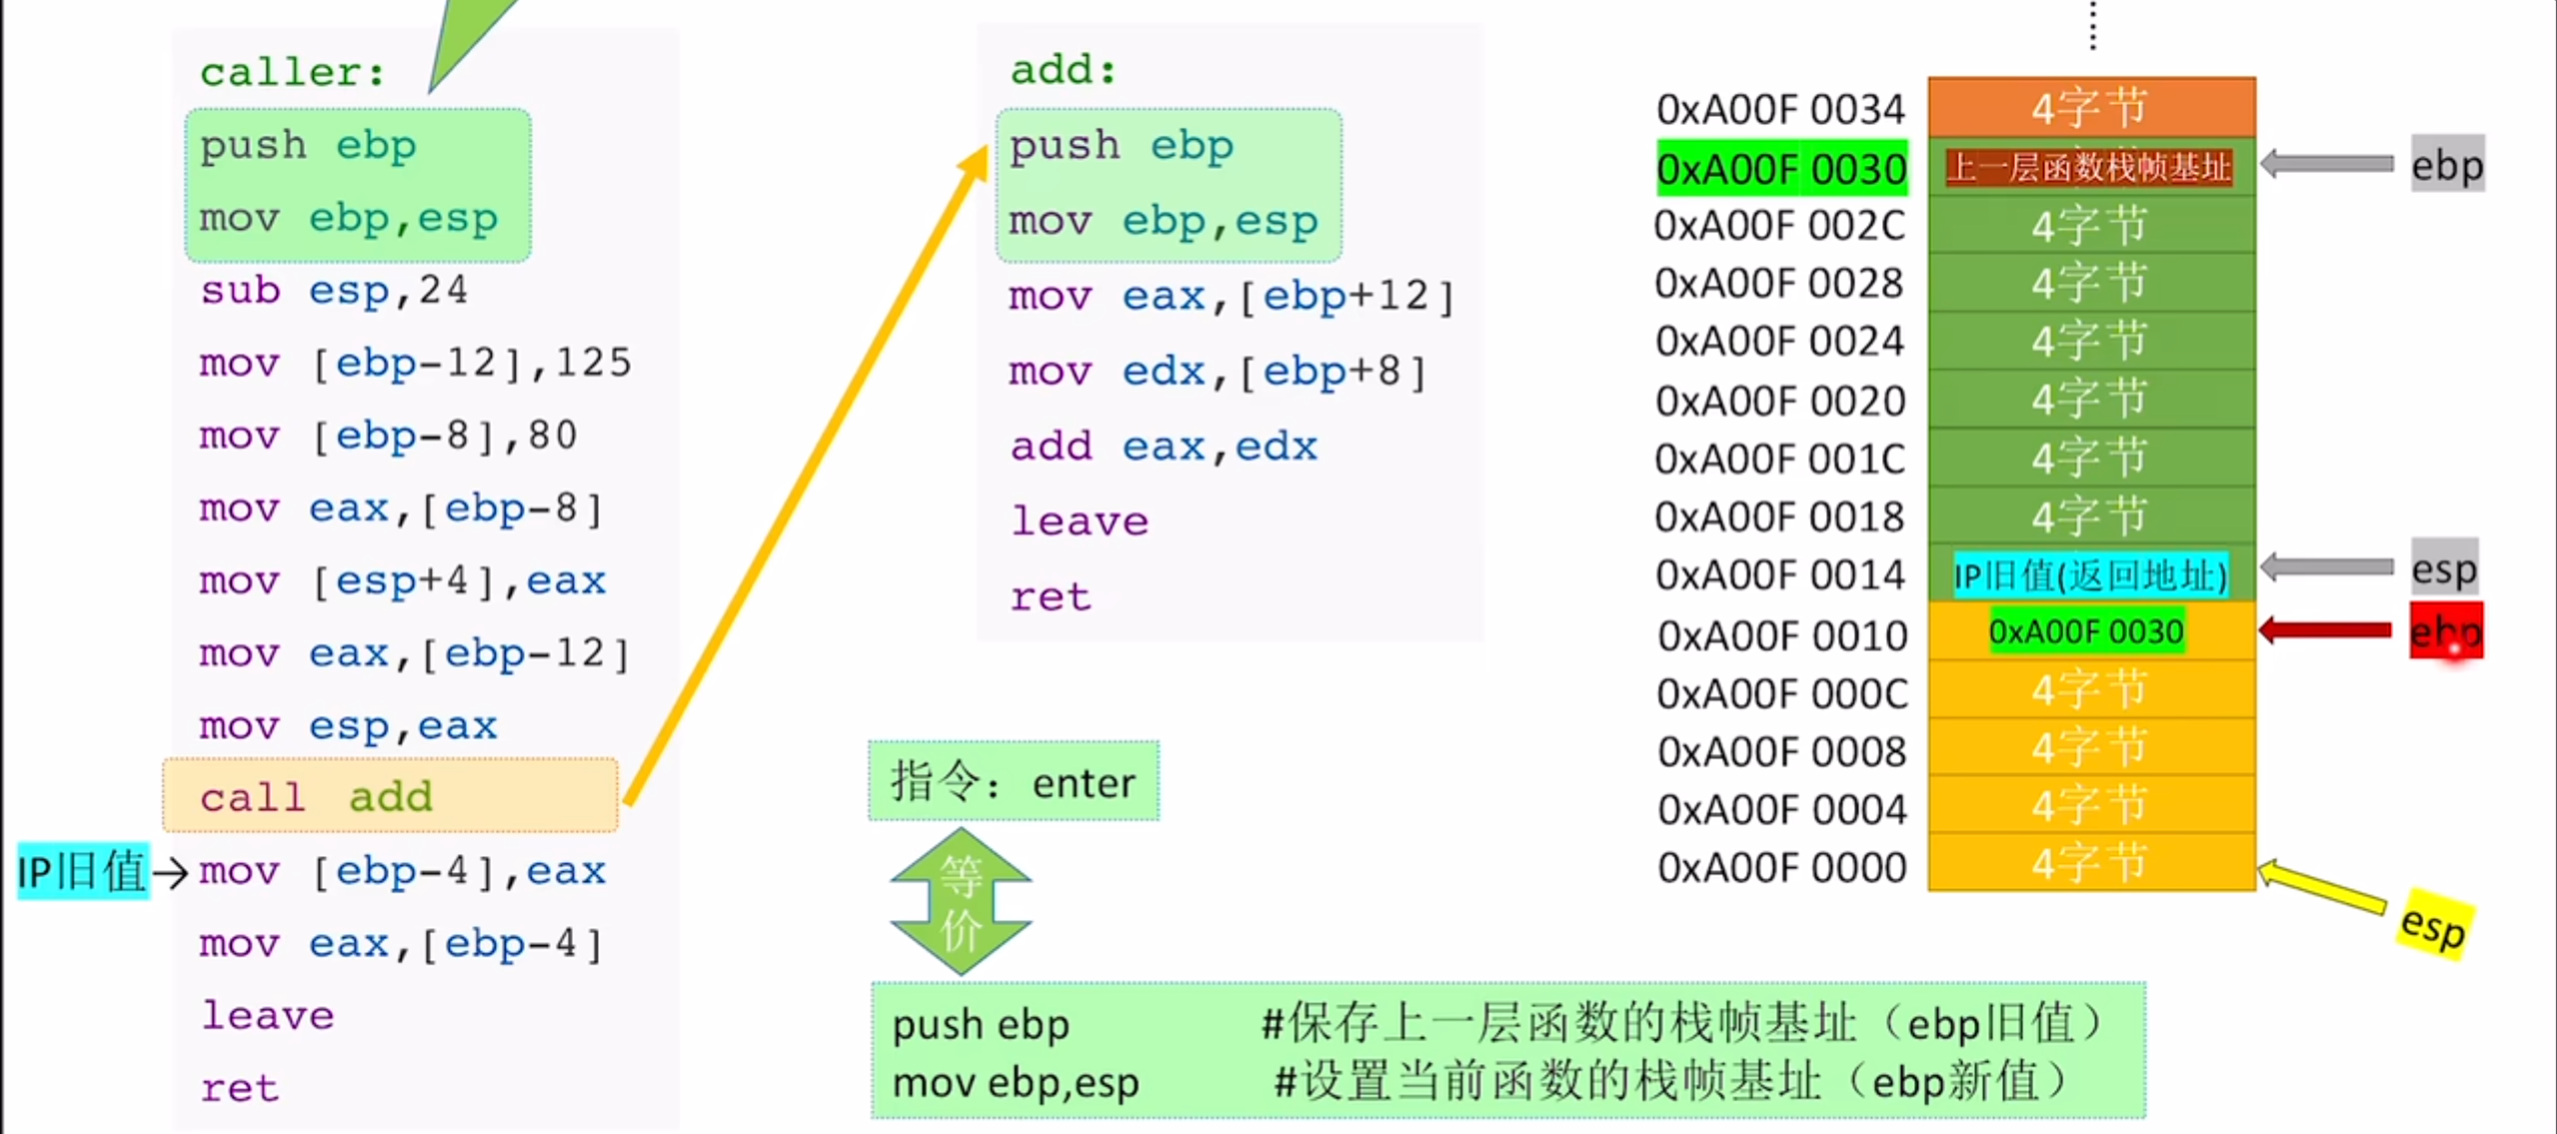 caller:
push ebp
mov ebp,esp
sub esp,24
mov [ebp-12],125
mov [ebp-8],80
mov eax,[ebp-8]
mov [esp+4],eax
mov eax,[ebp-12]
mov esp,eax
call add
IP旧值→mov [ebp-4],eax
mov eax,[ebp-4]
leave
ret
add:
push ebp
mov ebp,esp
mov eax,[ebp+12]
mov edx,[ebp+8]
add eax,edx
leave
ret
指令：enter
等
价
push ebp #保存上一层函数的栈帧基址（ebp旧值）
mov ebp,esp #设置当前函数的栈帧基址（ebp新值）
0xA00F 0034 4字节
0xA00F 0030 上一层函数栈帧基址 ebp
0xA00F 002C 4字节
0xA00F 0028 4字节
0xA00F 0024 4字节
0xA00F 0020 4字节
0xA00F 001C 4字节
0xA00F 0018 4字节
0xA00F 0014 IP旧值(返回地址) esp
0xA00F 0010 0xA00F 0030 ebp
0xA00F 000C 4字节
0xA00F 0008 4字节
0xA00F 0004 4字节
0xA00F 0000 4字节
esp